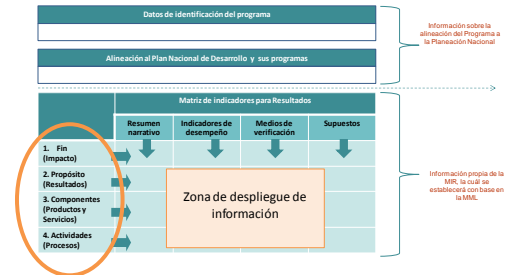 Datos de identificación del programa
Alineación al Plan Nacional de Desarrollo y sus programas
Información sobre la
alineación del Programa a
la Planeación Nacional
Matriz de indicadores para Resultados
Resumen
narrativo
Indicadores de
desempeño
Medios de
verificación
Supuestos
1. Fin
(Impacto)
2. Propósito
(Resultados)
3. Componentes
(Productos y
Servicios)
4. Actividades
(Procesos)
Zona de despliegue de
información
Información propia de la
MIR, la cuál se
establecerá con base en
la MML